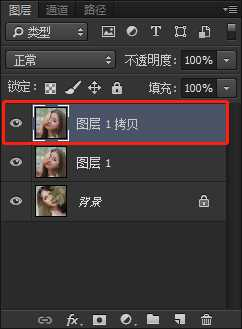 图层 通道 路径
类型
正常 不透明度: 100%
锁定: 填充: 100%
图层 1 拷贝
图层 1
背景
fx